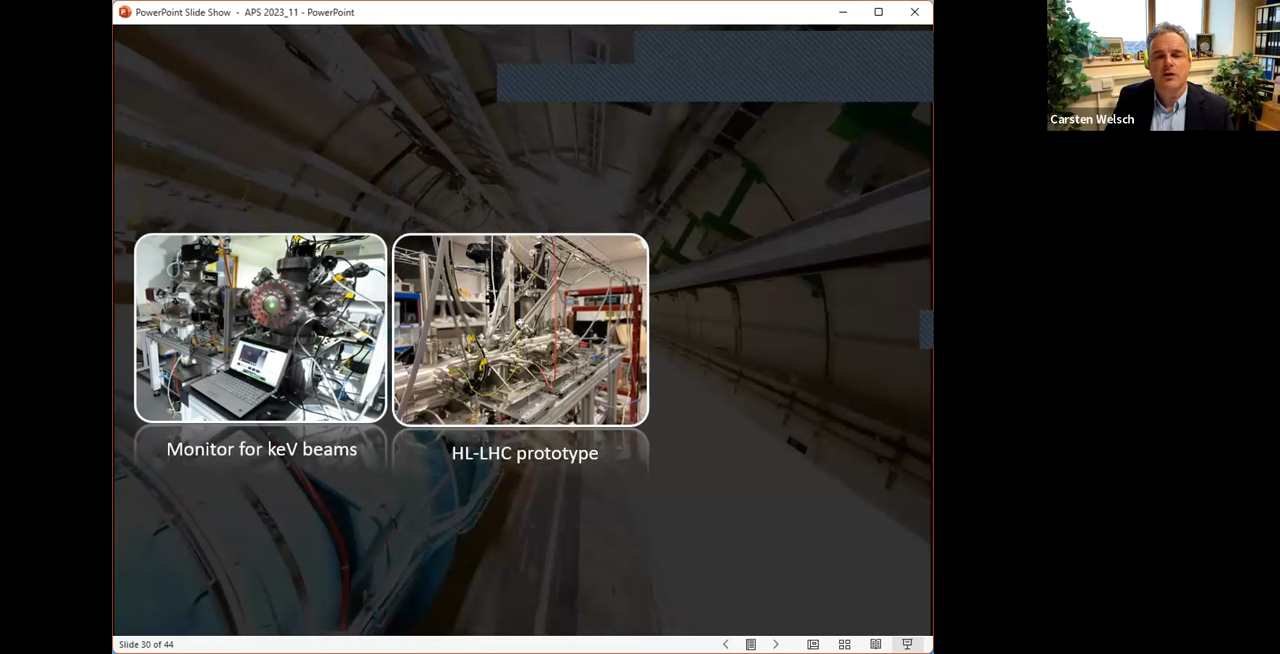 PowerPoint Slide Show - APS 2023_11 - PowerPoint
Carsten Welsch
Monitor for keV beams
HL-LHC prototype
Slide 30 of 44